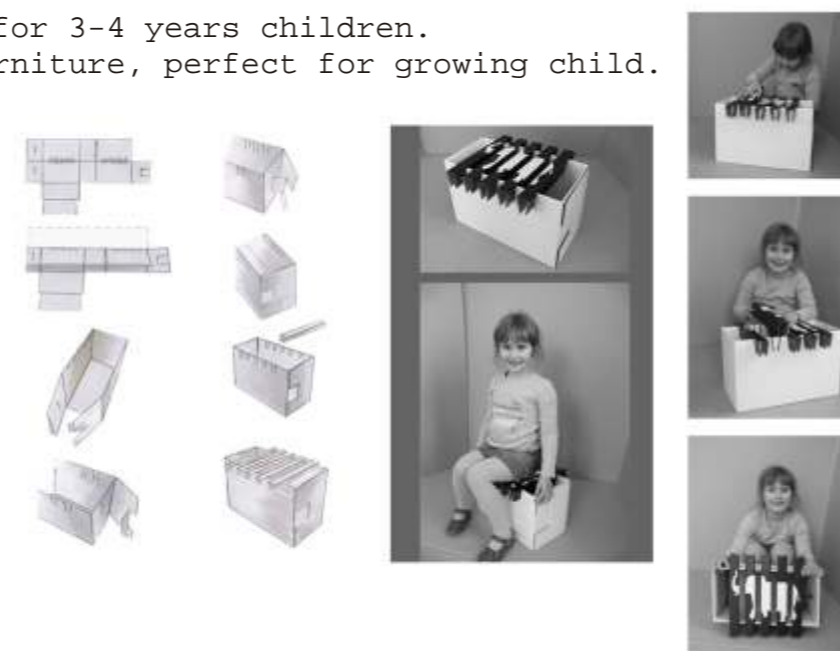 for 3-4 years children.
rniture, perfect for growing child.